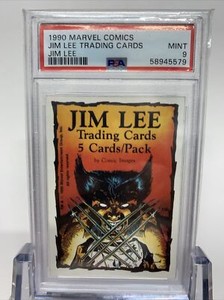 1990 MARVEL COMICS
JIM LEE TRADING CARDS
JIM LEE
MINT
9
PSA
58945579
JIM LEE
Trading Cards
5 Cards/Pack
by Comic Images